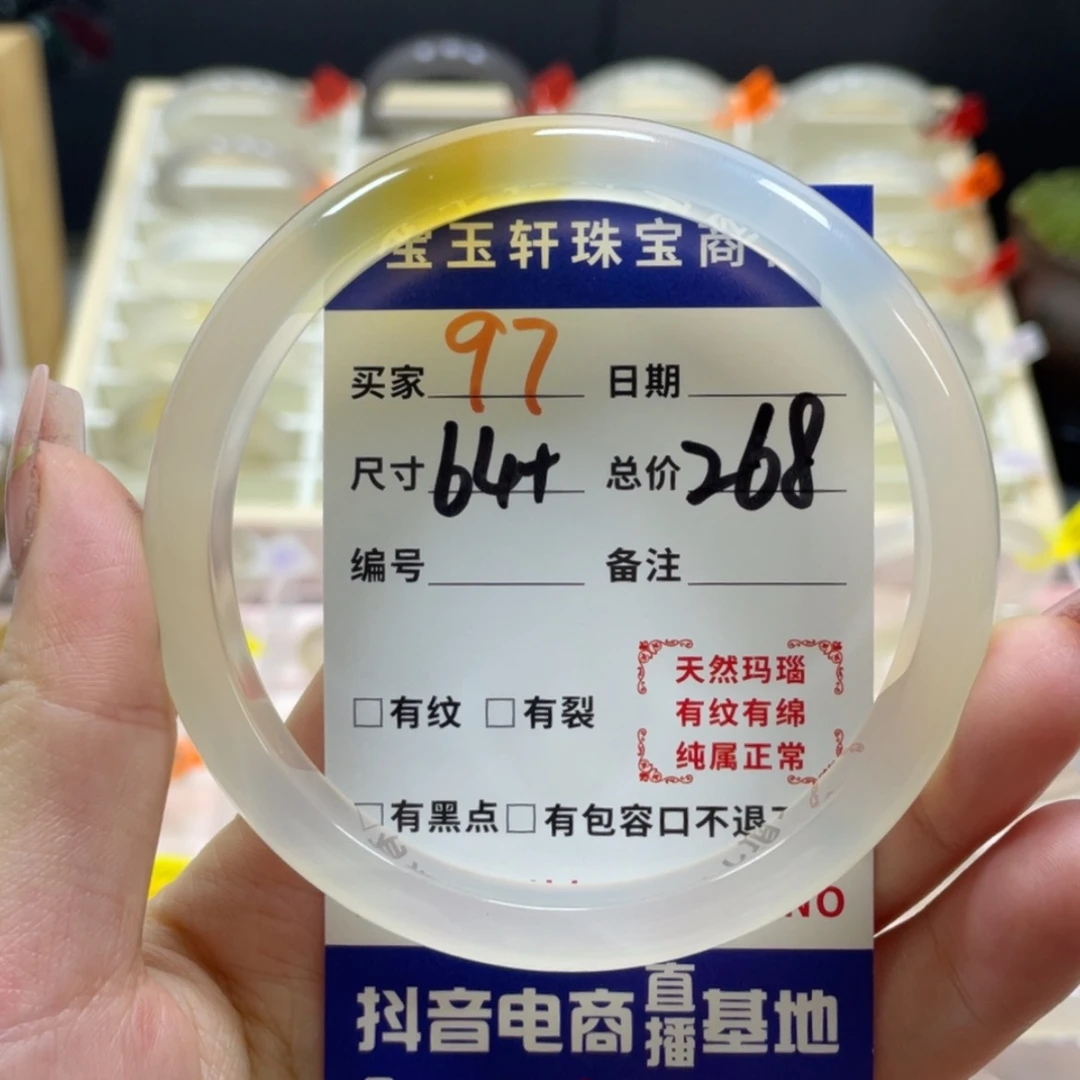 宝玉轩珠宝商
买家 97 日期
尺寸 64+ 总价 268
编号 备注
天然玛瑙
□有纹 □有裂 有纹有绵
纯属正常
□有黑点 □有包容口不退
NO
抖音电商直播基地